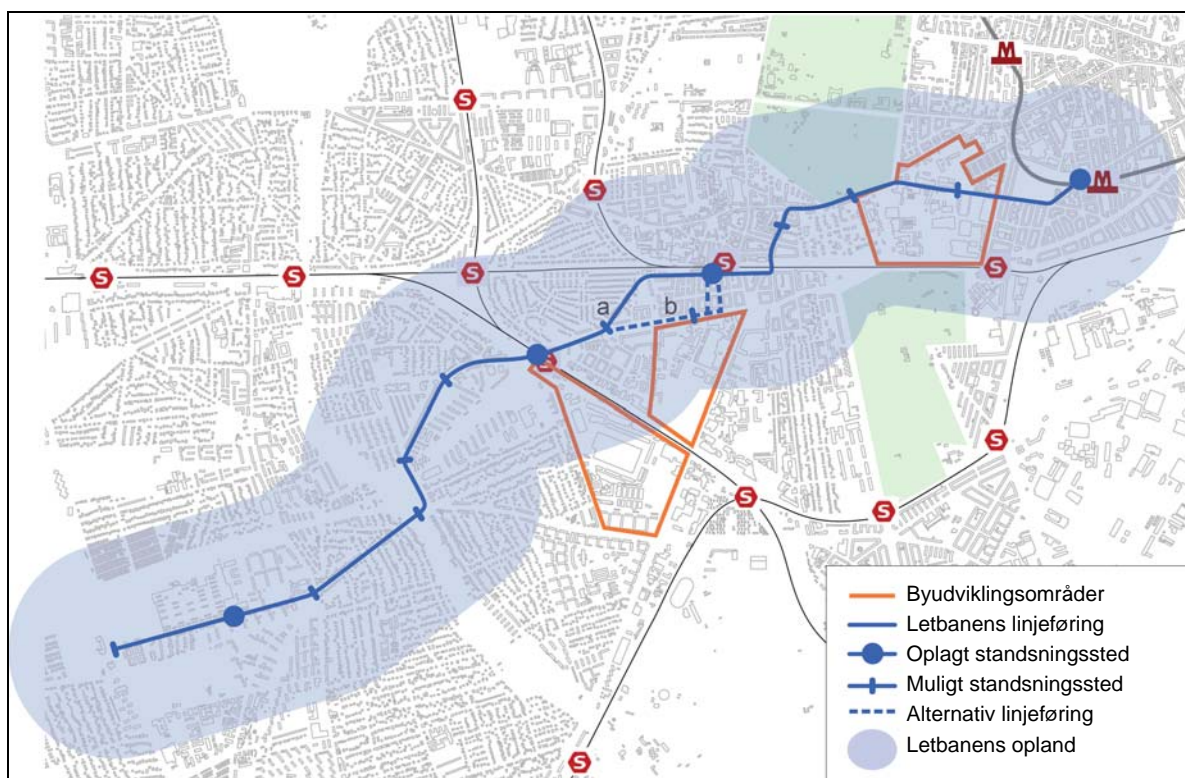 M
S
S
M
S
S
S
S
S
S
a
b
S
S
S
S
S
Byudviklingsområder
Letbanens linjeføring
Oplagt standsningssted
Muligt standsningssted
Alternativ linjeføring
Letbanens opland